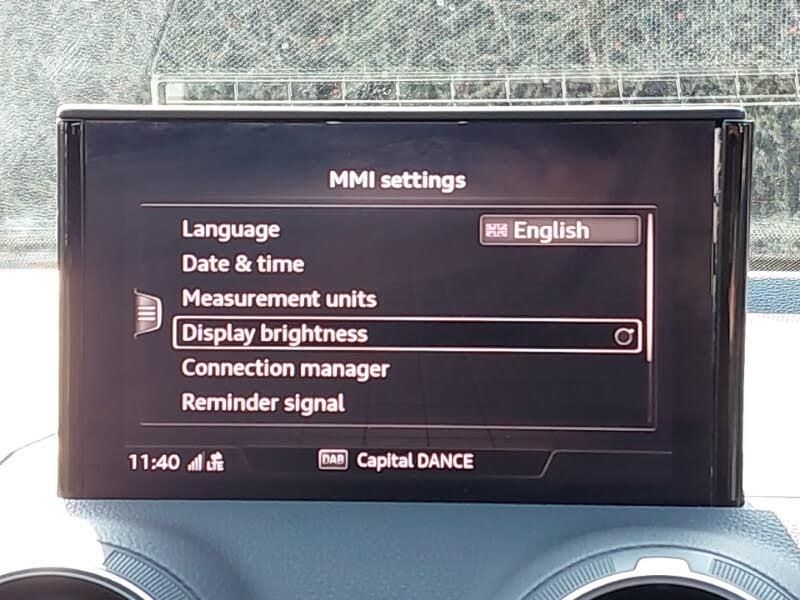 MMI settings
Language English
Date & time
Measurement units
Display brightness
Connection manager
Reminder signal
11:40 LTE DAB Capital DANCE